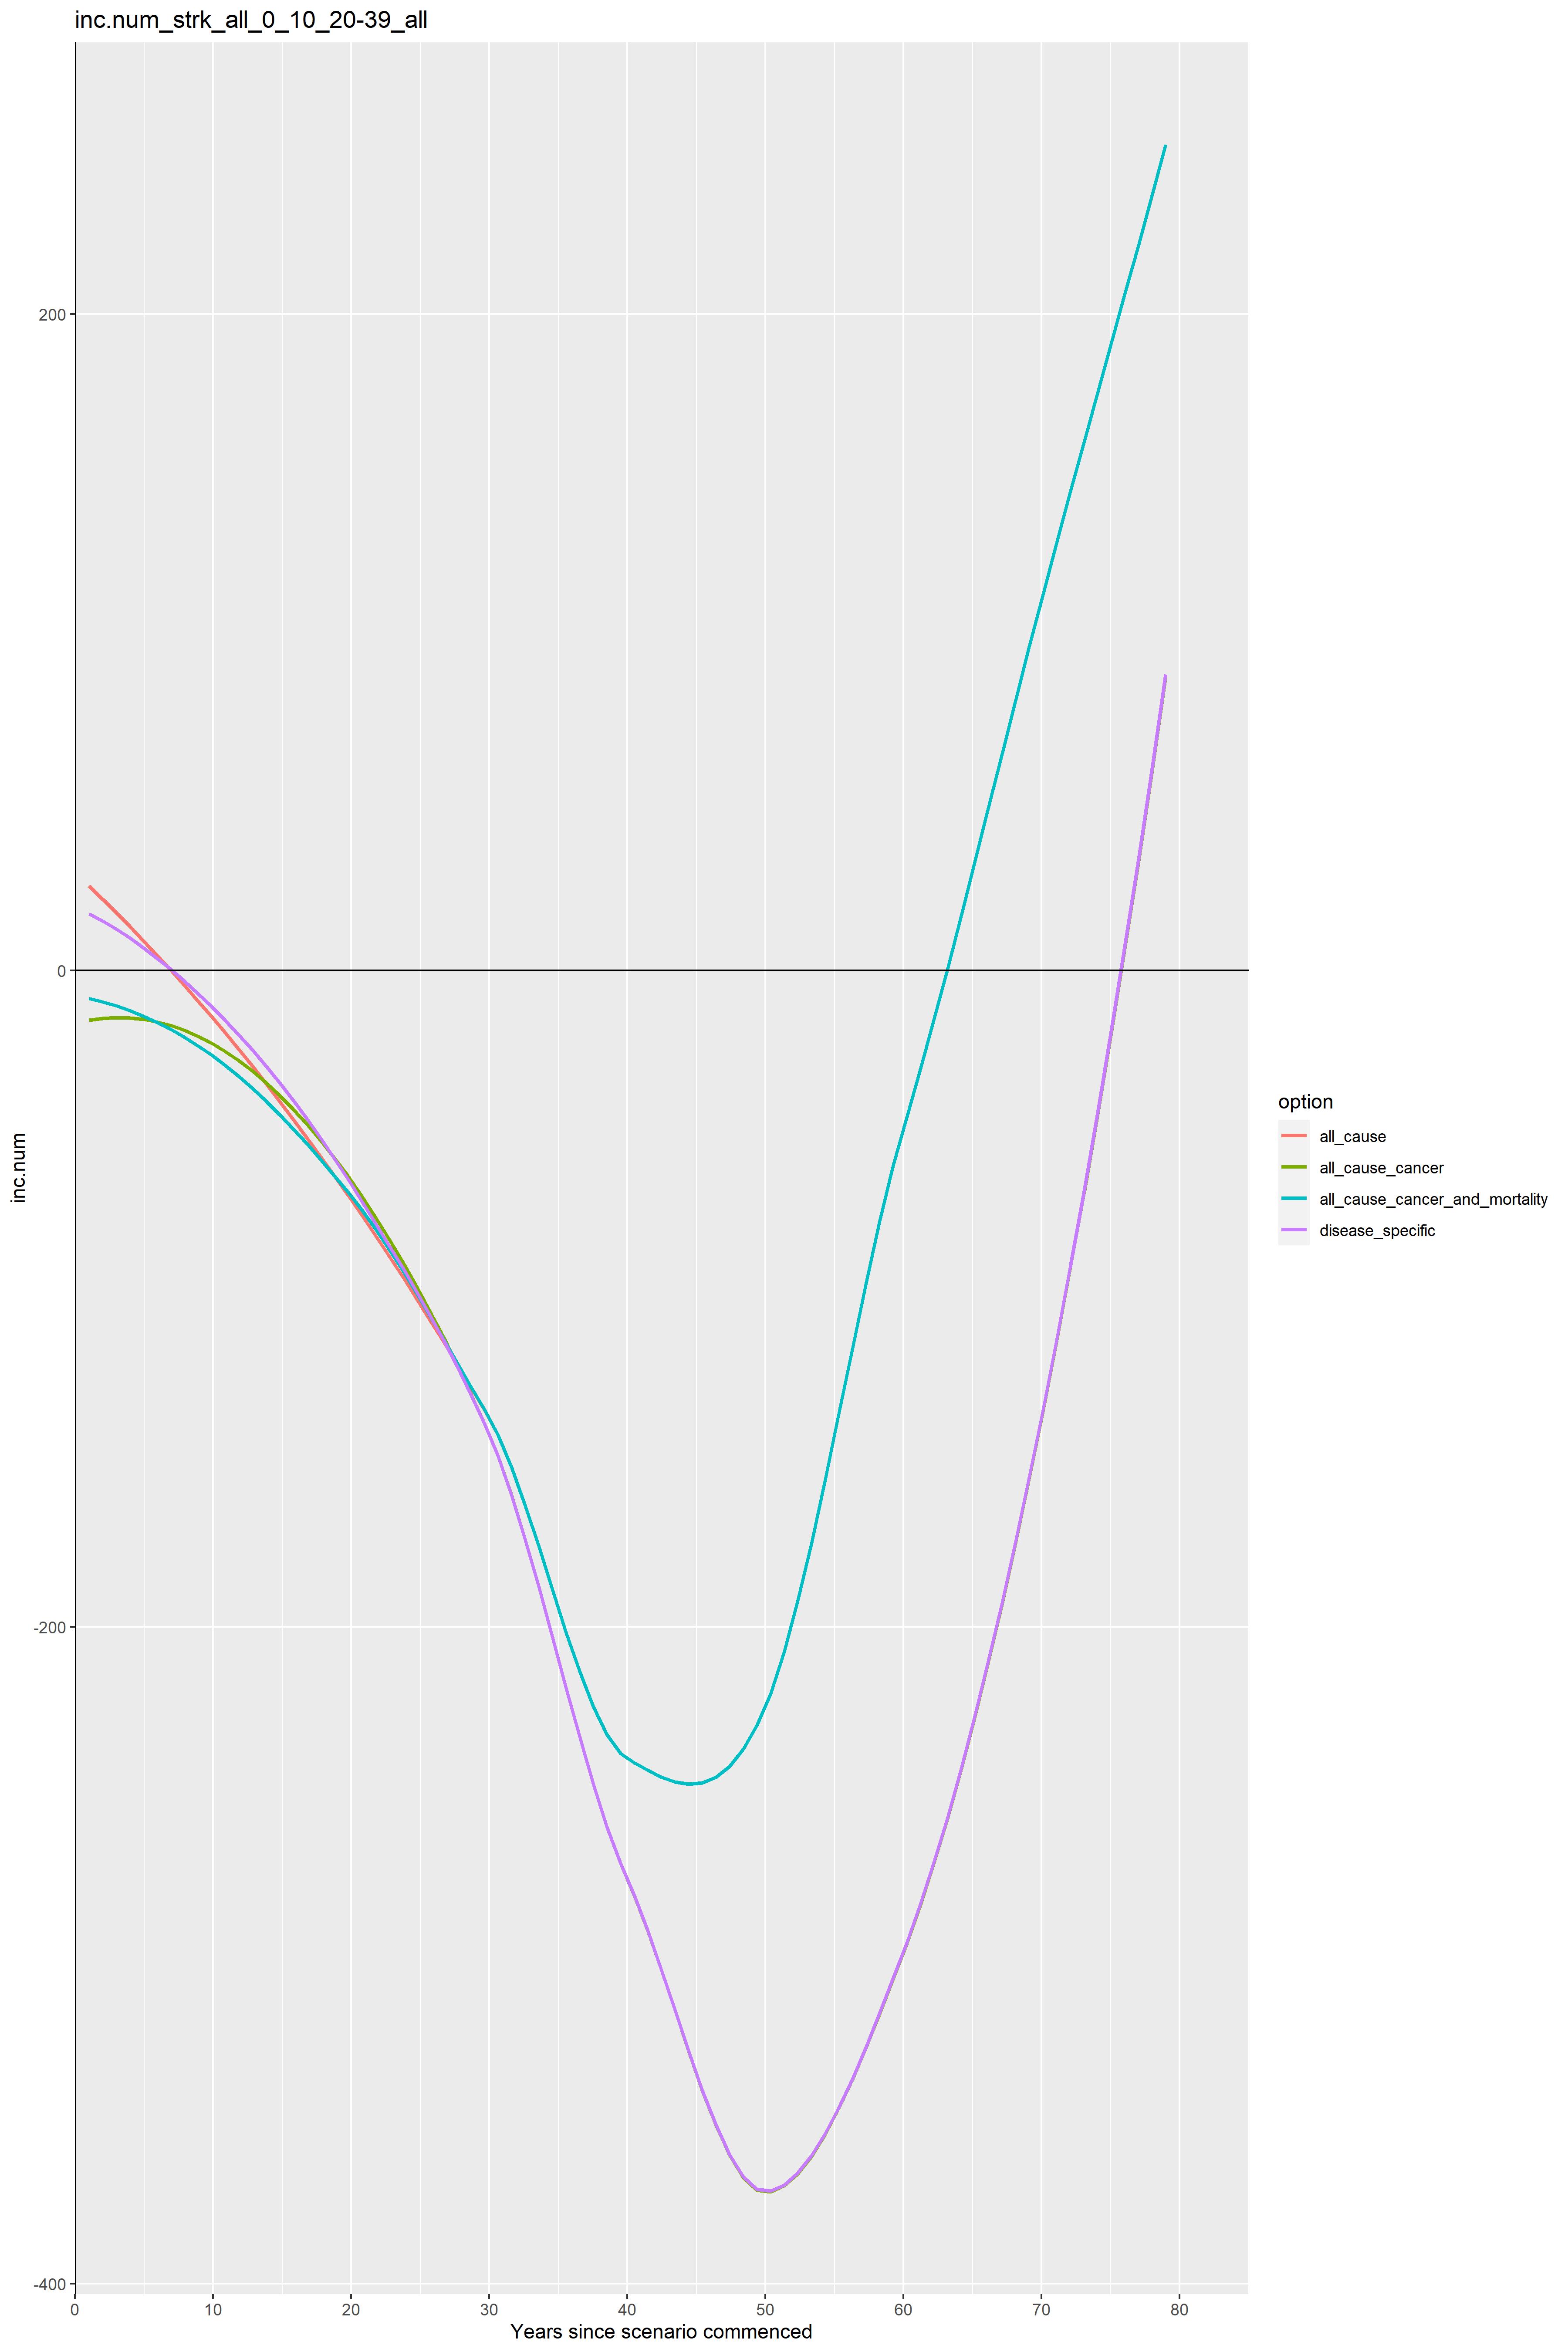 inc.num_strk_all_0_10_20-39_all
200
0
-200
-400
inc.num
0 10 20 30 40 50 60 70 80
Years since scenario commenced
option
all_cause
all_cause_cancer
all_cause_cancer_and_mortality
disease_specific